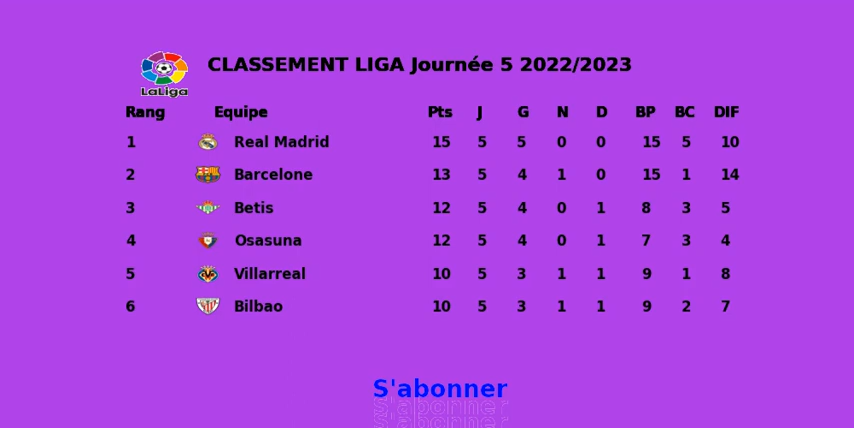 CLASSEMENT LIGA Journée 5 2022/2023
LaLiga
Rang Equipe Pts J G N D BP BC DIF
1 Real Madrid 15 5 5 0 0 15 5 10
2 Barcelone 13 5 4 1 0 15 1 14
3 Betis 12 5 4 0 1 8 3 5
4 Osasuna 12 5 4 0 1 7 3 4
5 Villarreal 10 5 3 1 1 9 1 8
6 Bilbao 10 5 3 1 1 9 2 7
S'abonner
S'abonner
S'abonner